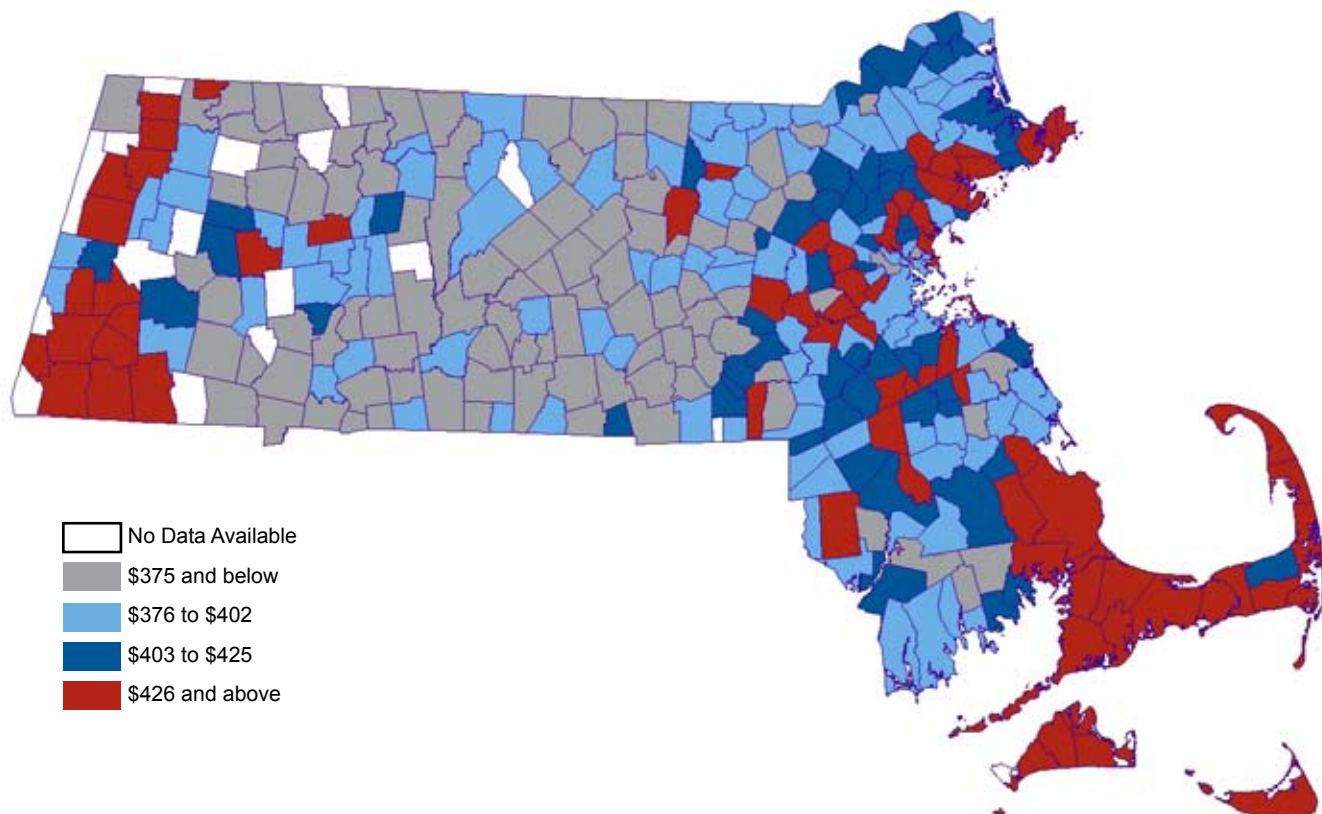 No Data Available
$375 and below
$376 to $402
$403 to $425
$426 and above